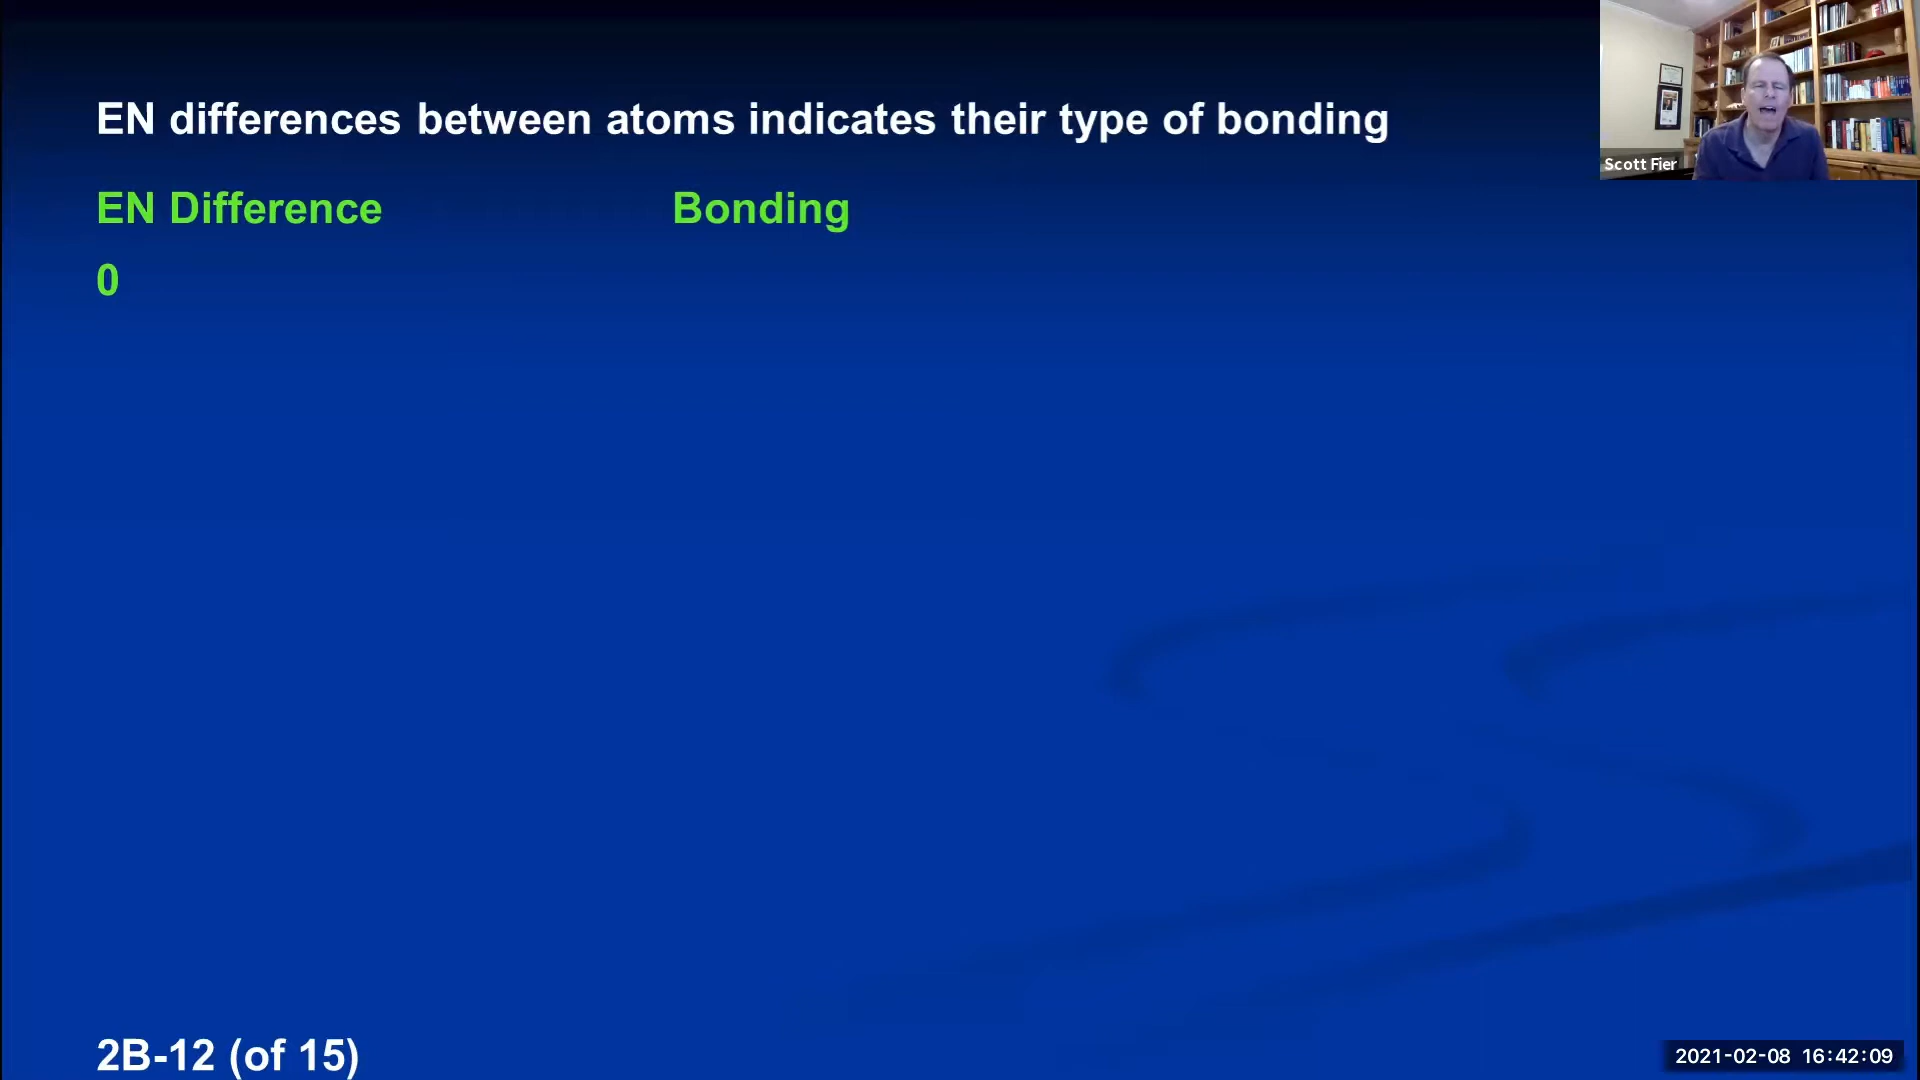 EN differences between atoms indicates their type of bonding
Scott Fier
EN Difference Bonding
0
2B-12 (of 15)
2021-02-08 16:42:09